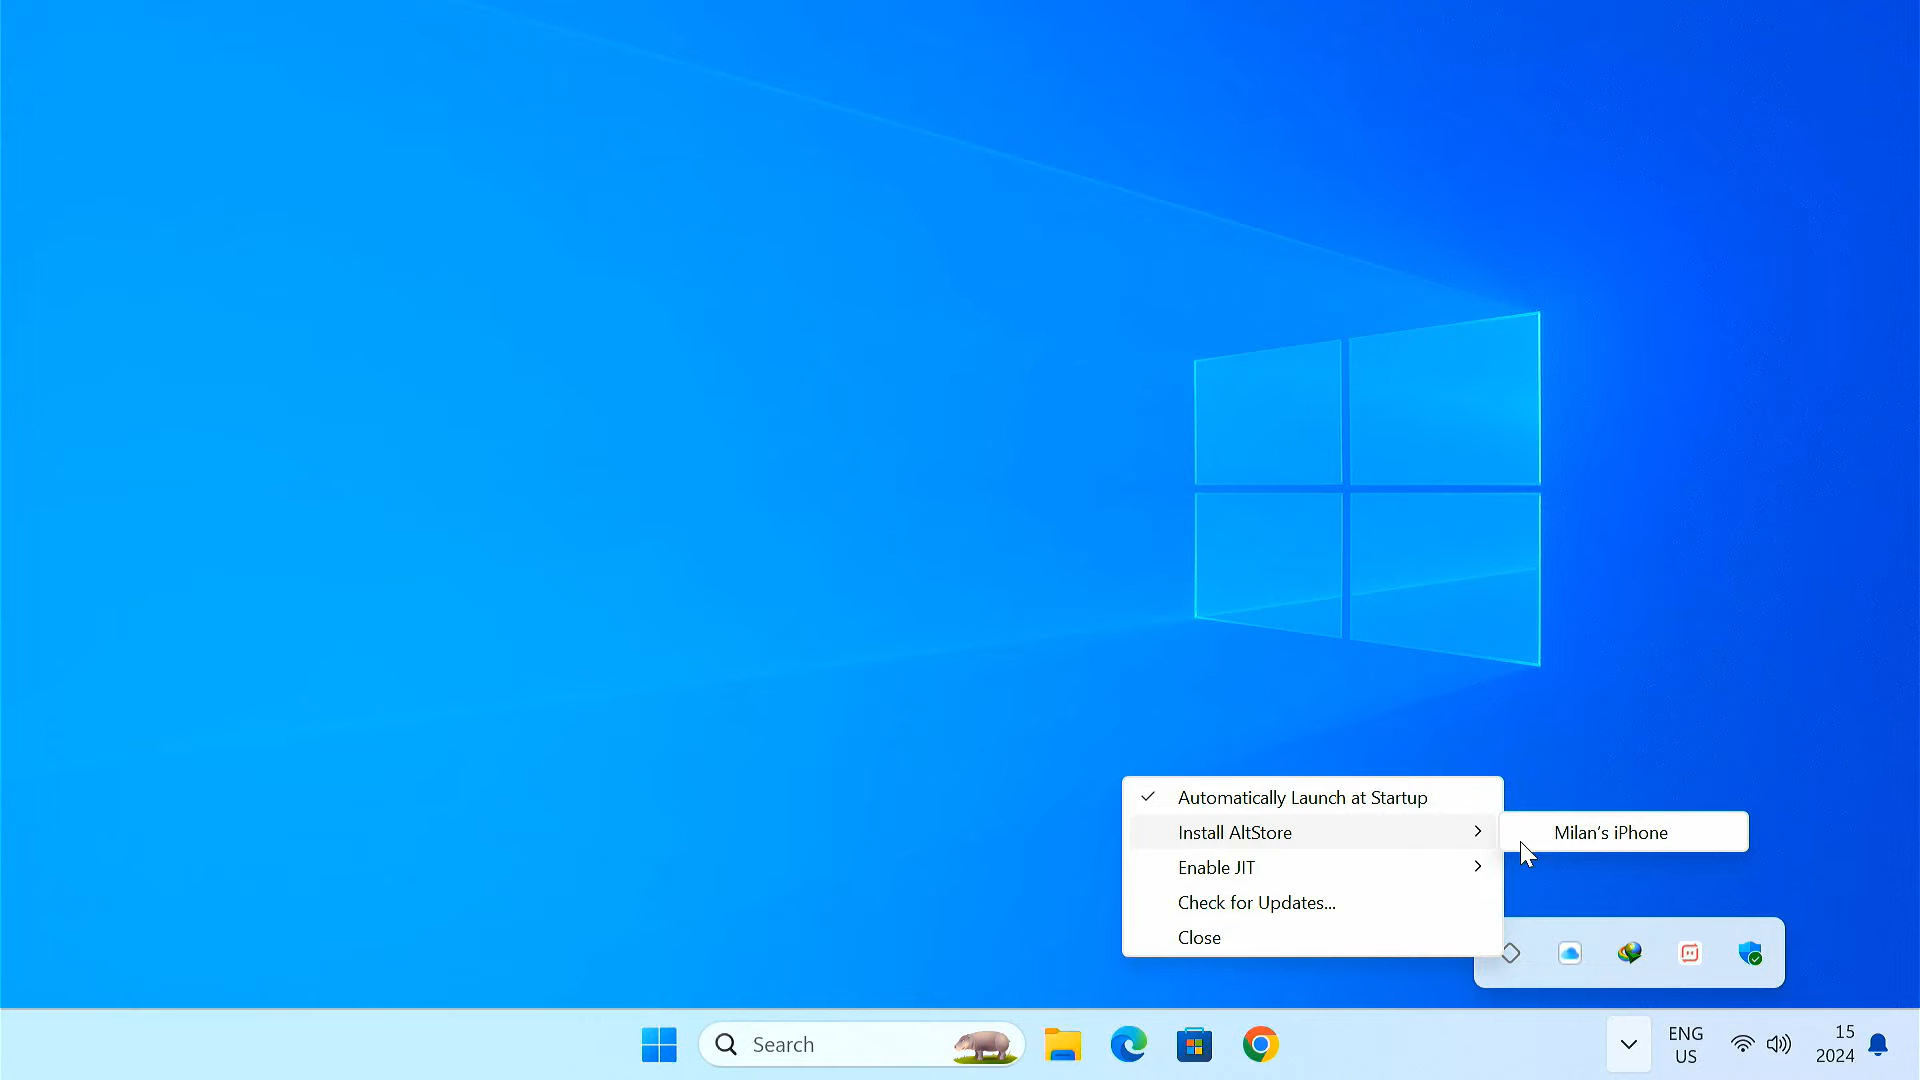 Automatically Launch at Startup
Install AltStore
Milan's iPhone
Enable JIT
Check for Updates...
Close
Search
ENG
US
15
2024